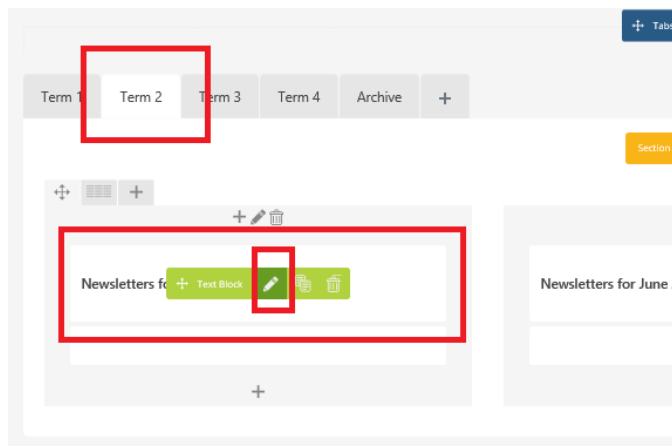 Tabs
Term 1 Term 2 Term 3 Term 4 Archive +
Section
Newsletters fo
Text Block
Newsletters for June